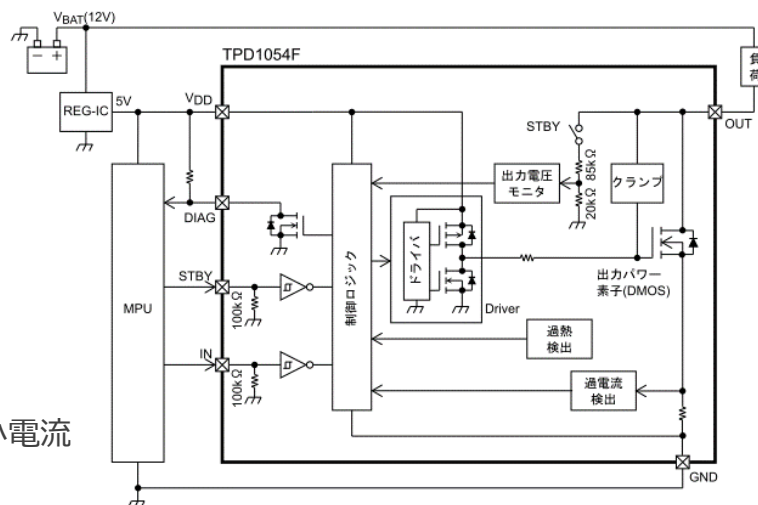 VBAT(12V)
TPD1054F
負
荷
REG-IC
5V
VDD
OUT
STBY
85kΩ
20kΩ
出力電圧
モニタ
クランプ
DIAG
制御ロジック
ドライバ
Driver
出力パワー
素子(DMOS)
STBY
100kΩ
MPU
過熱
検出
IN
100kΩ
過電流
検出
小電流
GND